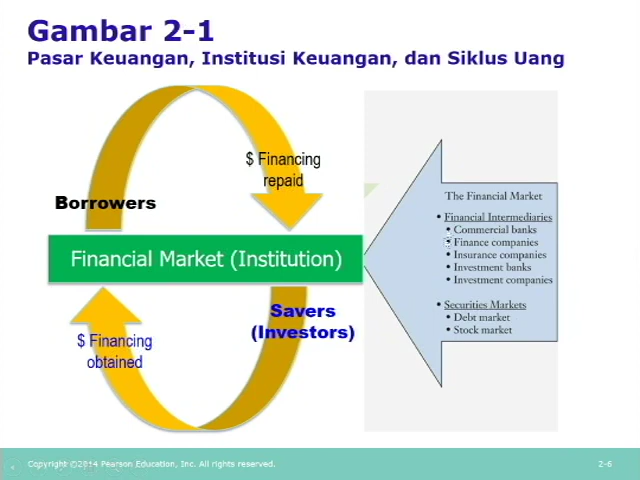 Gambar 2-1
Pasar Keuangan, Institusi Keuangan, dan Siklus Uang
$ Financing
repaid
Borrowers
Financial Market (Institution)
Savers
(Investors)
$ Financing
obtained
The Financial Market
• Financial Intermediaries
• Commercial banks
• Finance companies
• Insurance companies
• Investment banks
• Investment companies
• Securities Markets
• Debt market
• Stock market
Copyright ©2014 Pearson Education, Inc. All rights reserved.
2-6